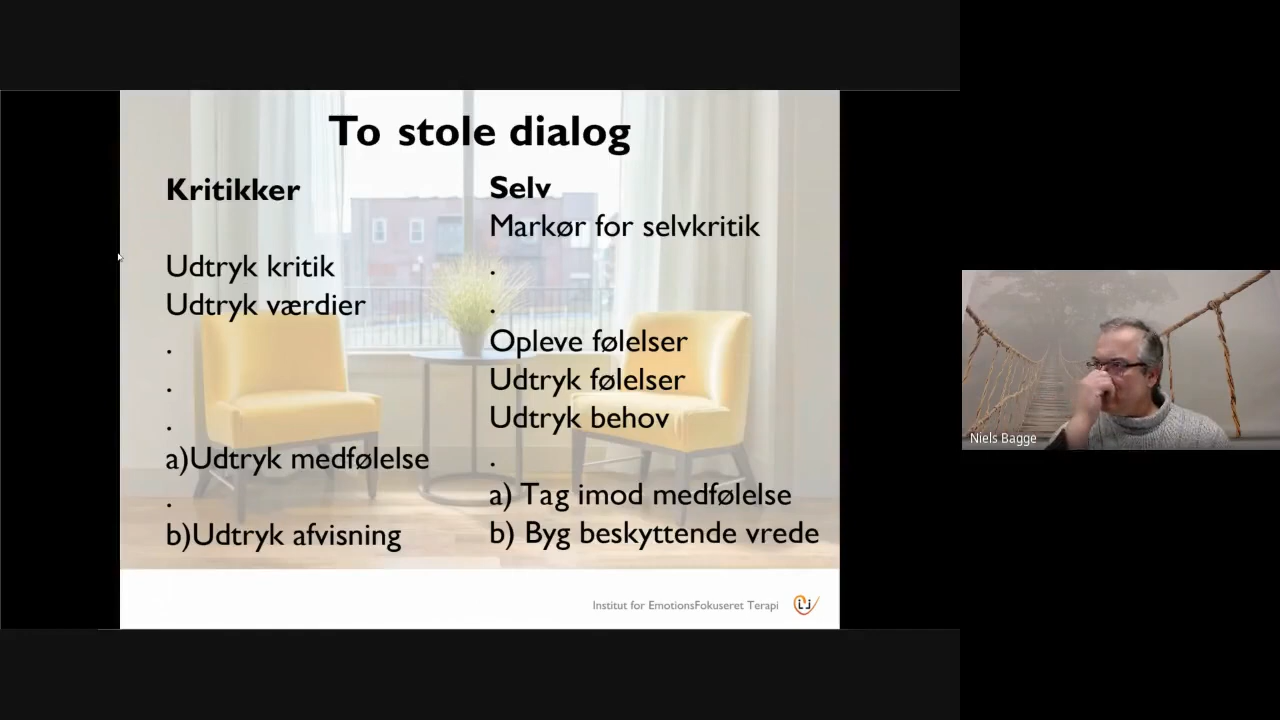 To stole dialog
Kritikker
Udtryk kritik
Udtryk værdier
.
.
.
a)Udtryk medfølelse
.
b)Udtryk afvisning
Selv
Markør for selvkritik
.
.
Opleve følelser
Udtryk følelser
Udtryk behov
.
a) Tag imod medfølelse
b) Byg beskyttende vrede
Institut for EmotionsFokuseret Terapi
Niels Bagge